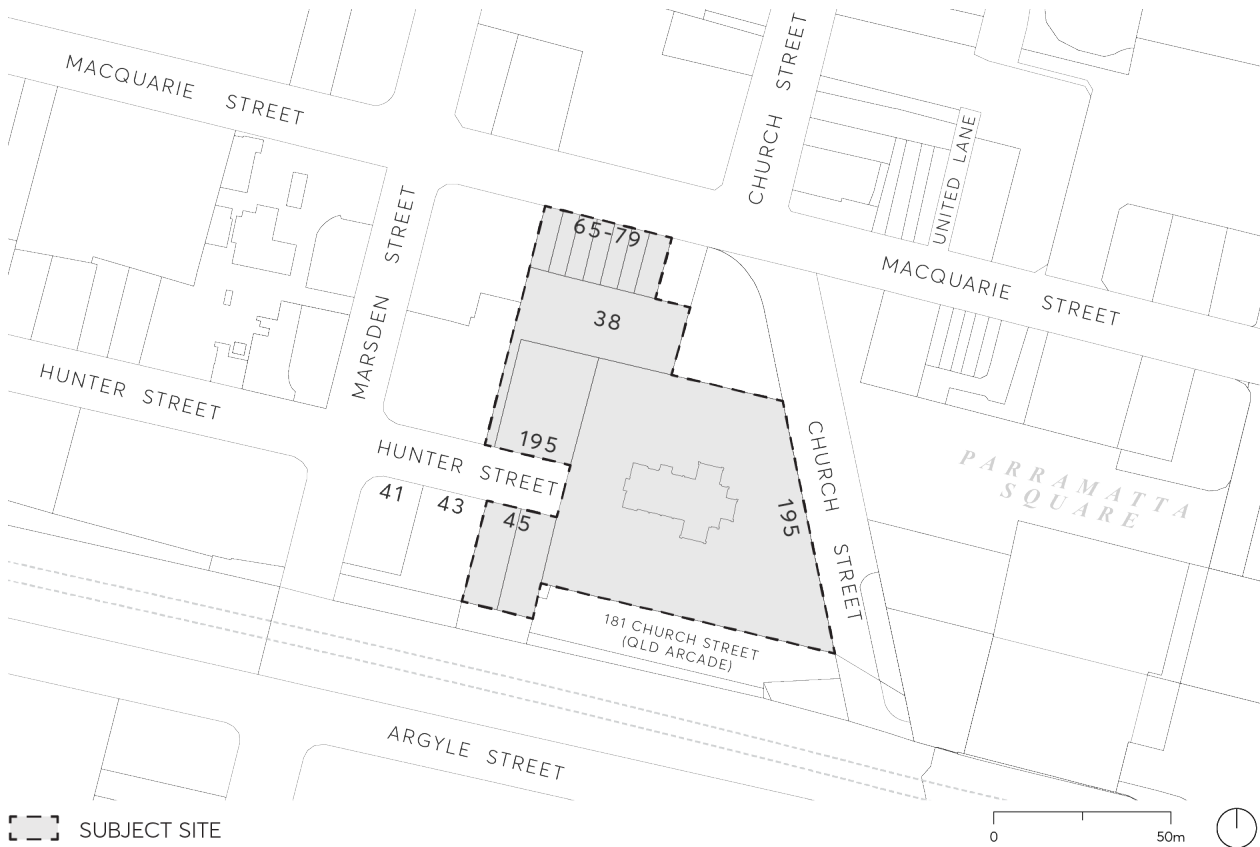 MACQUARIE STREET
CHURCH STREET
UNITED LANE
MARSDEN STREET
65-79
MACQUARIE STREET
38
HUNTER STREET
195
HUNTER STREET
CHURCH STREET
PARRAMATTA
SQUARE
41
43
45
195
181 CHURCH STREET
(QLD ARCADE)
ARGYLE STREET
SUBJECT SITE
0
50m